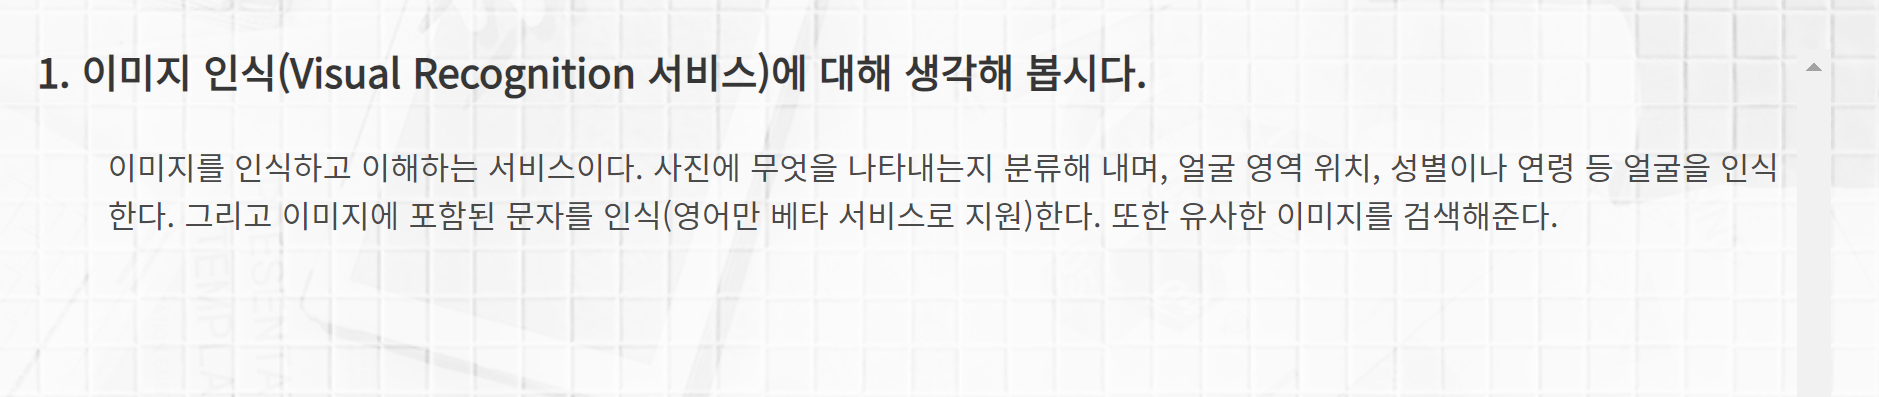 1. 이미지 인식(Visual Recognition 서비스)에 대해 생각해 봅시다.
이미지를 인식하고 이해하는 서비스이다. 사진에 무엇을 나타내는지 분류해 내며, 얼굴 영역 위치, 성별이나 연령 등 얼굴을 인식
한다. 그리고 이미지에 포함된 문자를 인식(영어만 베타 서비스로 지원)한다. 또한 유사한 이미지를 검색해준다.